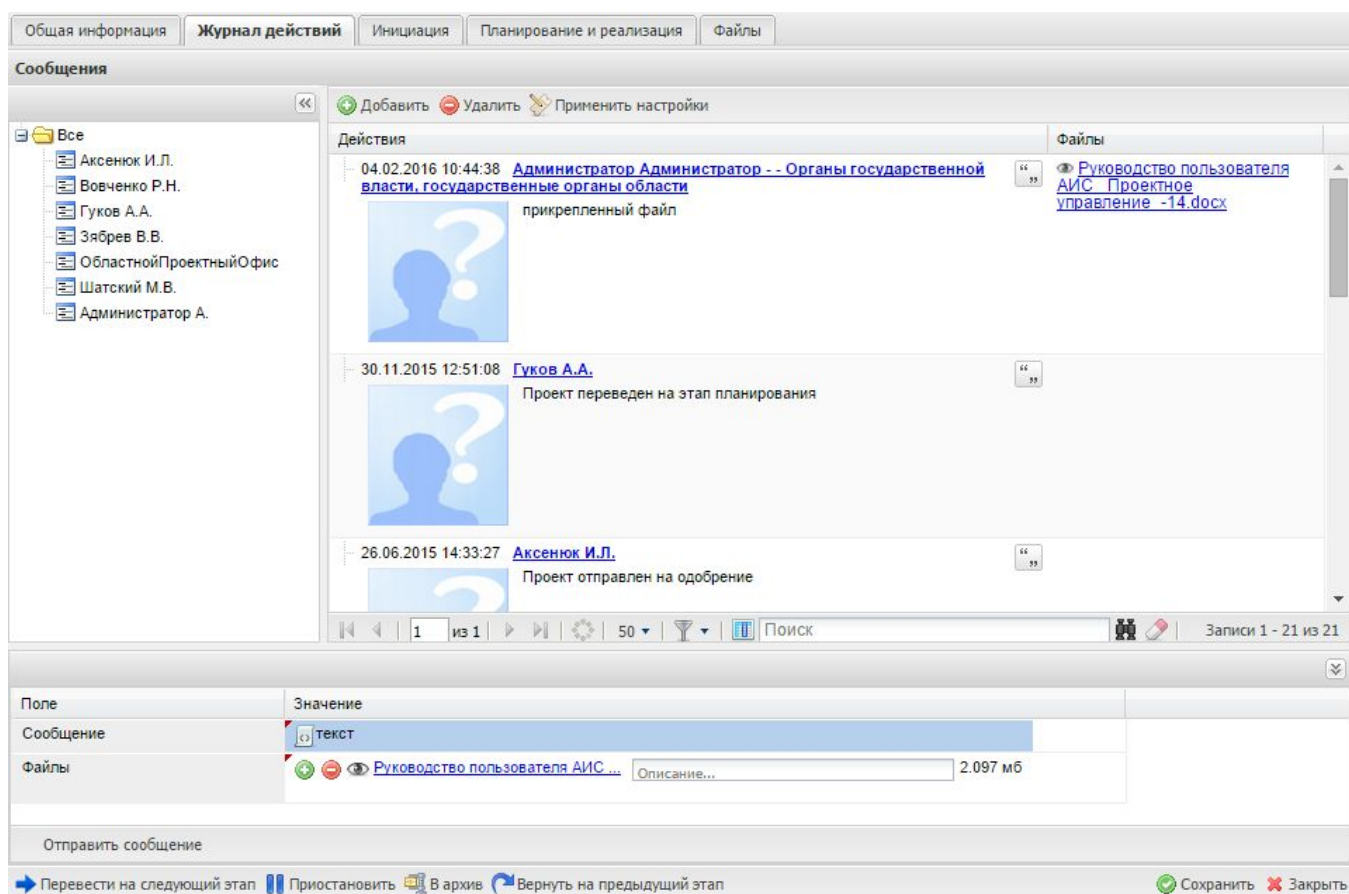 Общая информация Журнал действий Инициация Планирование и реализация Файлы
Сообщения
Добавить Удалить Применить настройки
Все
Аксенюк И.Л.
Вовченко Р.Н.
Гуков А.А.
Зябрев В.В.
ОбластнойПроектныйОфис
Шатский М.В.
Администратор А.
Действия Файлы
04.02.2016 10:44:38 Администратор Администратор - - Органы государственной
власти, государственные органы области
прикрепленный файл
Руководство пользователя
АИС _Проектное
управление_-14.docx
30.11.2015 12:51:08 Гуков А.А.
Проект переведен на этап планирования
26.06.2015 14:33:27 Аксенюк И.Л.
Проект отправлен на одобрение
1 из 1 50 Поиск Записи 1 - 21 из 21
Поле Значение
Сообщение текст
Файлы Руководство пользователя АИС ... Описание... 2.097 мб
Отправить сообщение
Перевести на следующий этап Приостановить В архив Вернуть на предыдущий этап Сохранить Закрыть